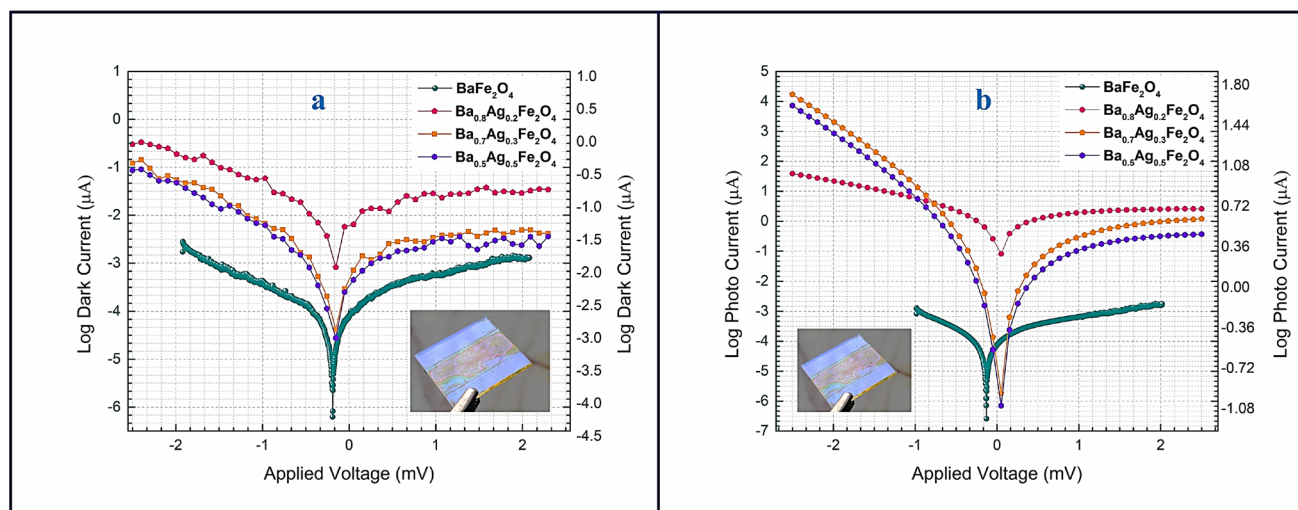 a
BaFe₂O₄
Ba₀.₈Ag₀.₂Fe₂O₄
Ba₀.₇Ag₀.₃Fe₂O₄
Ba₀.₅Ag₀.₅Fe₂O₄
Log Dark Current (μA)
1
0
-1
-2
-3
-4
-5
-6
1.0
0.5
0.0
-0.5
-1.0
-1.5
-2.0
-2.5
-3.0
-3.5
-4.0
-4.5
Log Dark Current (μA)
-2 -1 0 1 2
Applied Voltage (mV)
b
BaFe₂O₄
Ba₀.₈Ag₀.₂Fe₂O₄
Ba₀.₇Ag₀.₃Fe₂O₄
Ba₀.₅Ag₀.₅Fe₂O₄
Log Photo Current (μA)
5
4
3
2
1
0
-1
-2
-3
-4
-5
-6
-7
1.80
1.44
1.08
0.72
0.36
0.00
-0.36
-0.72
-1.08
Log Photo Current (μA)
-2 -1 0 1 2
Applied Voltage (mV)